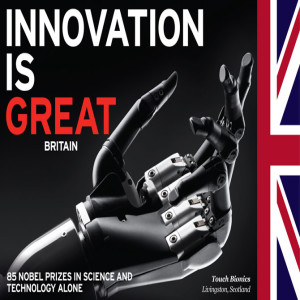 INNOVATION
IS
GREAT
BRITAIN
85 NOBEL PRIZES IN SCIENCE AND
TECHNOLOGY ALONE
Touch Bionics
Livingston, Scotland